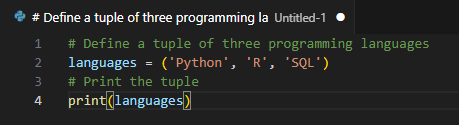 # Define a tuple of three programming la Untitled-1
1 # Define a tuple of three programming languages
2 languages = ('Python', 'R', 'SQL')
3 # Print the tuple
4 print(languages)